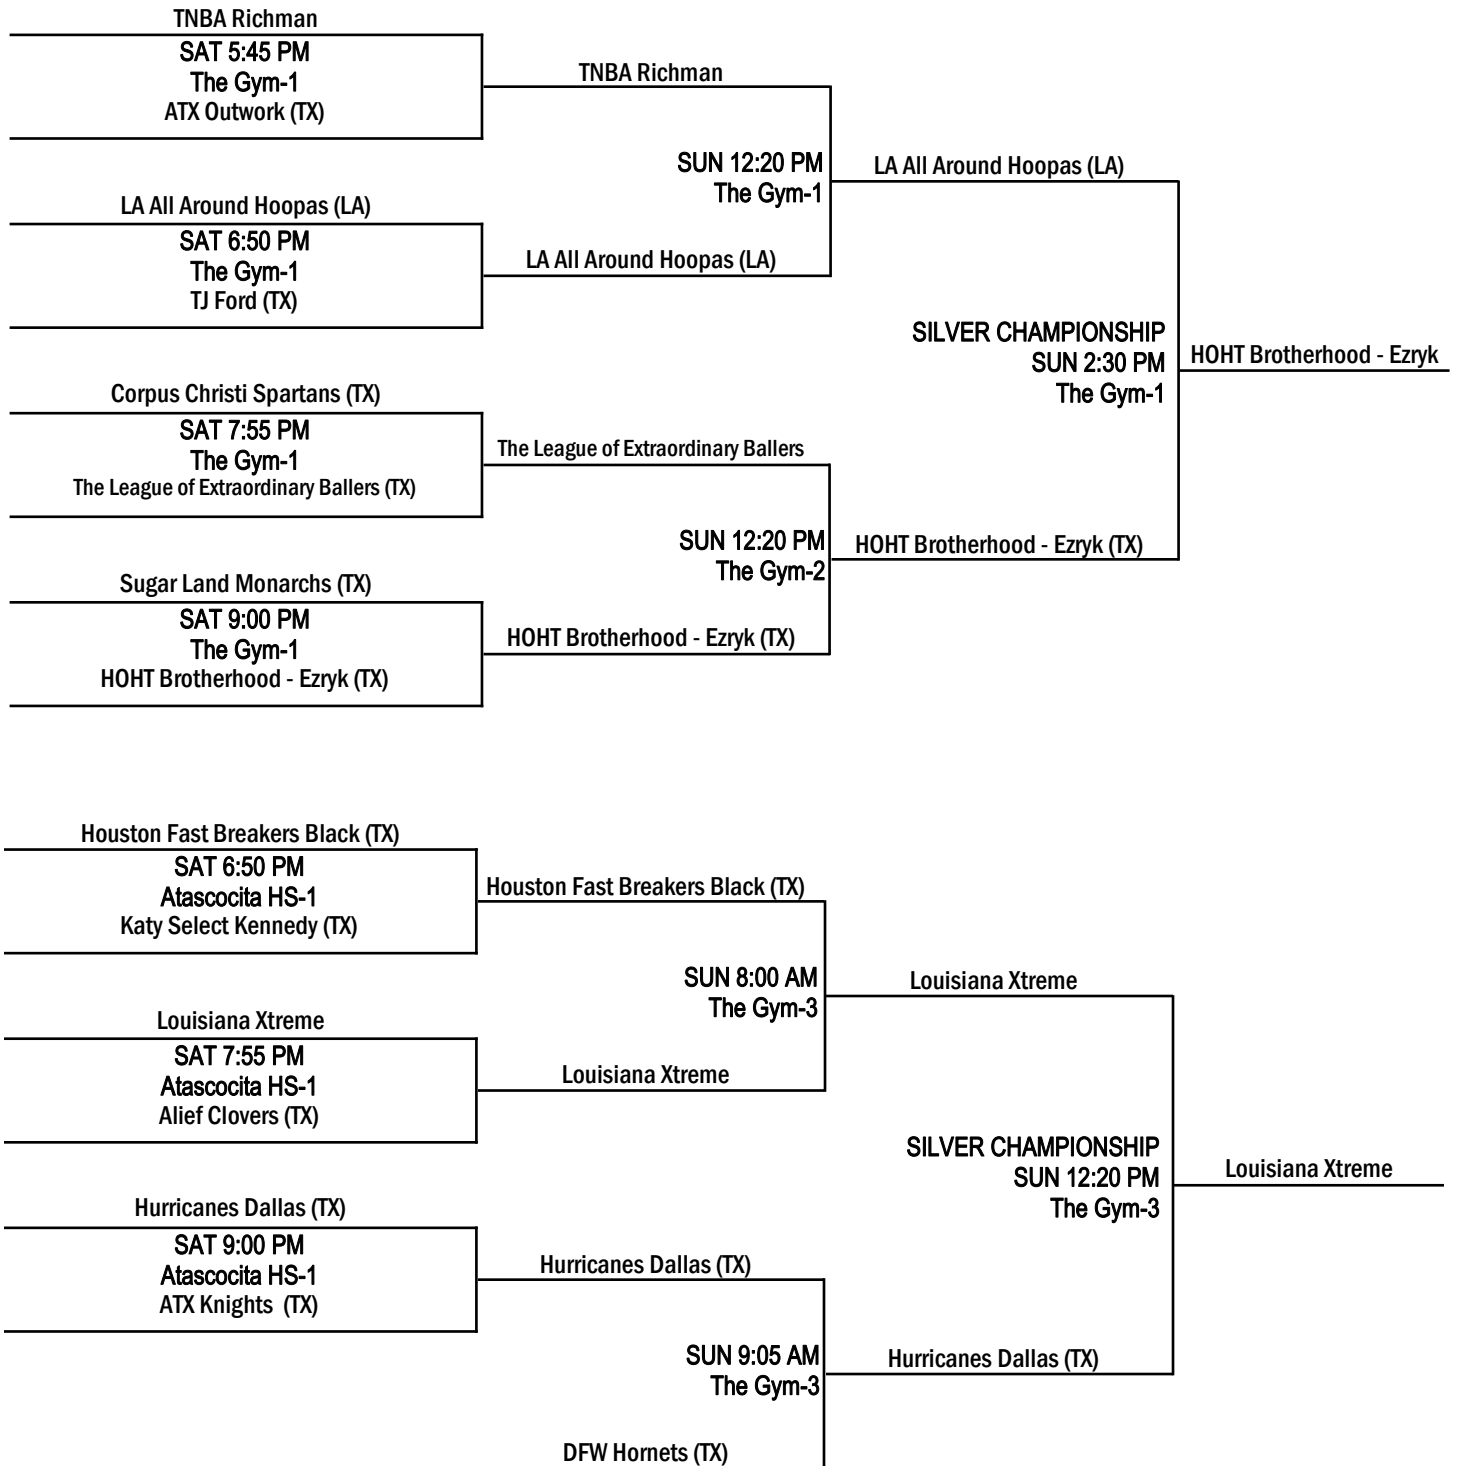 TNBA Richman
SAT 5:45 PM
The Gym-1
ATX Outwork (TX)
TNBA Richman
SUN 12:20 PM
The Gym-1
LA All Around Hoopas (LA)
LA All Around Hoopas (LA)
SAT 6:50 PM
The Gym-1
TJ Ford (TX)
LA All Around Hoopas (LA)
SILVER CHAMPIONSHIP
SUN 2:30 PM
The Gym-1
HOHT Brotherhood - Ezryk
Corpus Christi Spartans (TX)
SAT 7:55 PM
The Gym-1
The League of Extraordinary Ballers (TX)
The League of Extraordinary Ballers
SUN 12:20 PM
The Gym-2
HOHT Brotherhood - Ezryk (TX)
Sugar Land Monarchs (TX)
SAT 9:00 PM
The Gym-1
HOHT Brotherhood - Ezryk (TX)
HOHT Brotherhood - Ezryk (TX)
Houston Fast Breakers Black (TX)
SAT 6:50 PM
Atascocita HS-1
Katy Select Kennedy (TX)
Houston Fast Breakers Black (TX)
SUN 8:00 AM
The Gym-3
Louisiana Xtreme
Louisiana Xtreme
SAT 7:55 PM
Atascocita HS-1
Alief Clovers (TX)
Louisiana Xtreme
SILVER CHAMPIONSHIP
SUN 12:20 PM
The Gym-3
Louisiana Xtreme
Hurricanes Dallas (TX)
SAT 9:00 PM
Atascocita HS-1
ATX Knights  (TX)
Hurricanes Dallas (TX)
SUN 9:05 AM
The Gym-3
Hurricanes Dallas (TX)
DFW Hornets (TX)